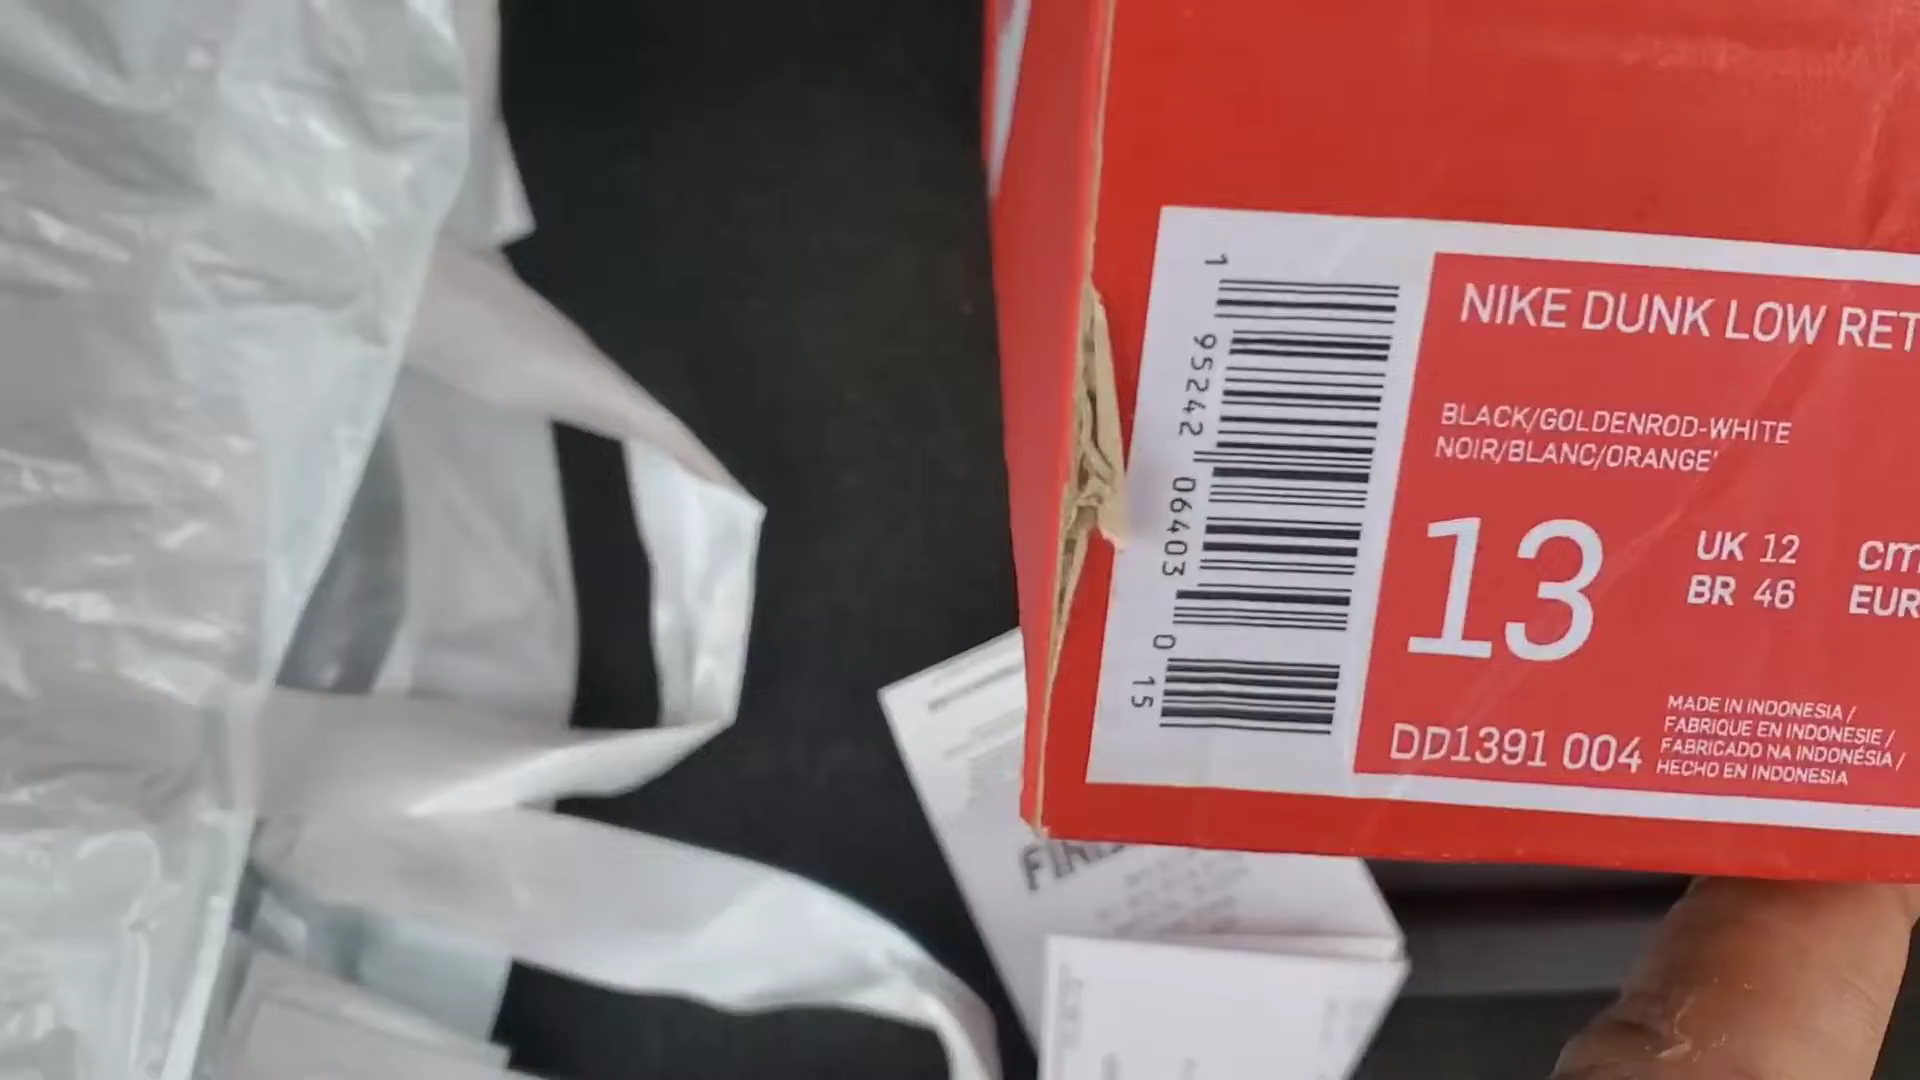 NIKE DUNK LOW RET
BLACK/GOLDENROD-WHITE
NOIR/BLANC/ORANGE
13
UK 12
BR 46
cm
EUR
DD1391 004
MADE IN INDONESIA /
FABRIQUE EN INDONESIE /
FABRICADO NA INDONÉSIA /
HECHO EN INDONESIA
1 95242 06403 0 15